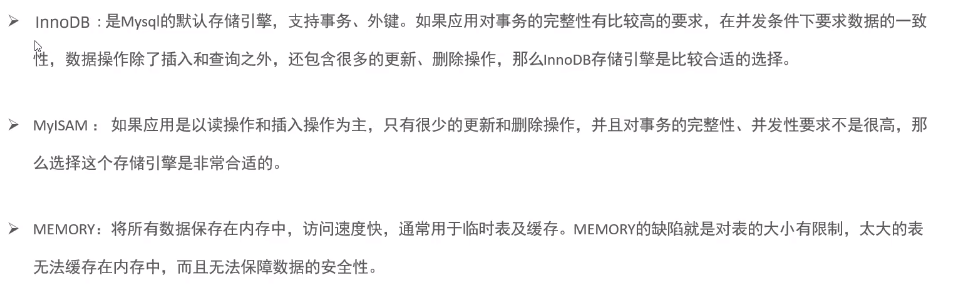 ➢ InnoDB : 是Mysql的默认存储引擎，支持事务、外键。如果应用对事务的完整性有比较高的要求，在并发条件下要求数据的一致
性，数据操作除了插入和查询之外，还包含很多的更新、删除操作，那么InnoDB存储引擎是比较合适的选择。
➢ MyISAM ： 如果应用是以读操作和插入操作为主，只有很少的更新和删除操作，并且对事务的完整性、并发性要求不是很高，那
么选择这个存储引擎是非常合适的。
➢ MEMORY：将所有数据保存在内存中，访问速度快，通常用于临时表及缓存。MEMORY的缺陷就是对表的大小有限制，太大的表
无法缓存在内存中，而且无法保障数据的安全性。